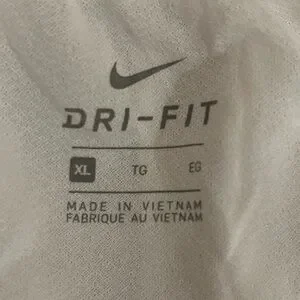 DRI-FIT
XL TG EG
MADE IN VIETNAM
FABRIQUE AU VIETNAM